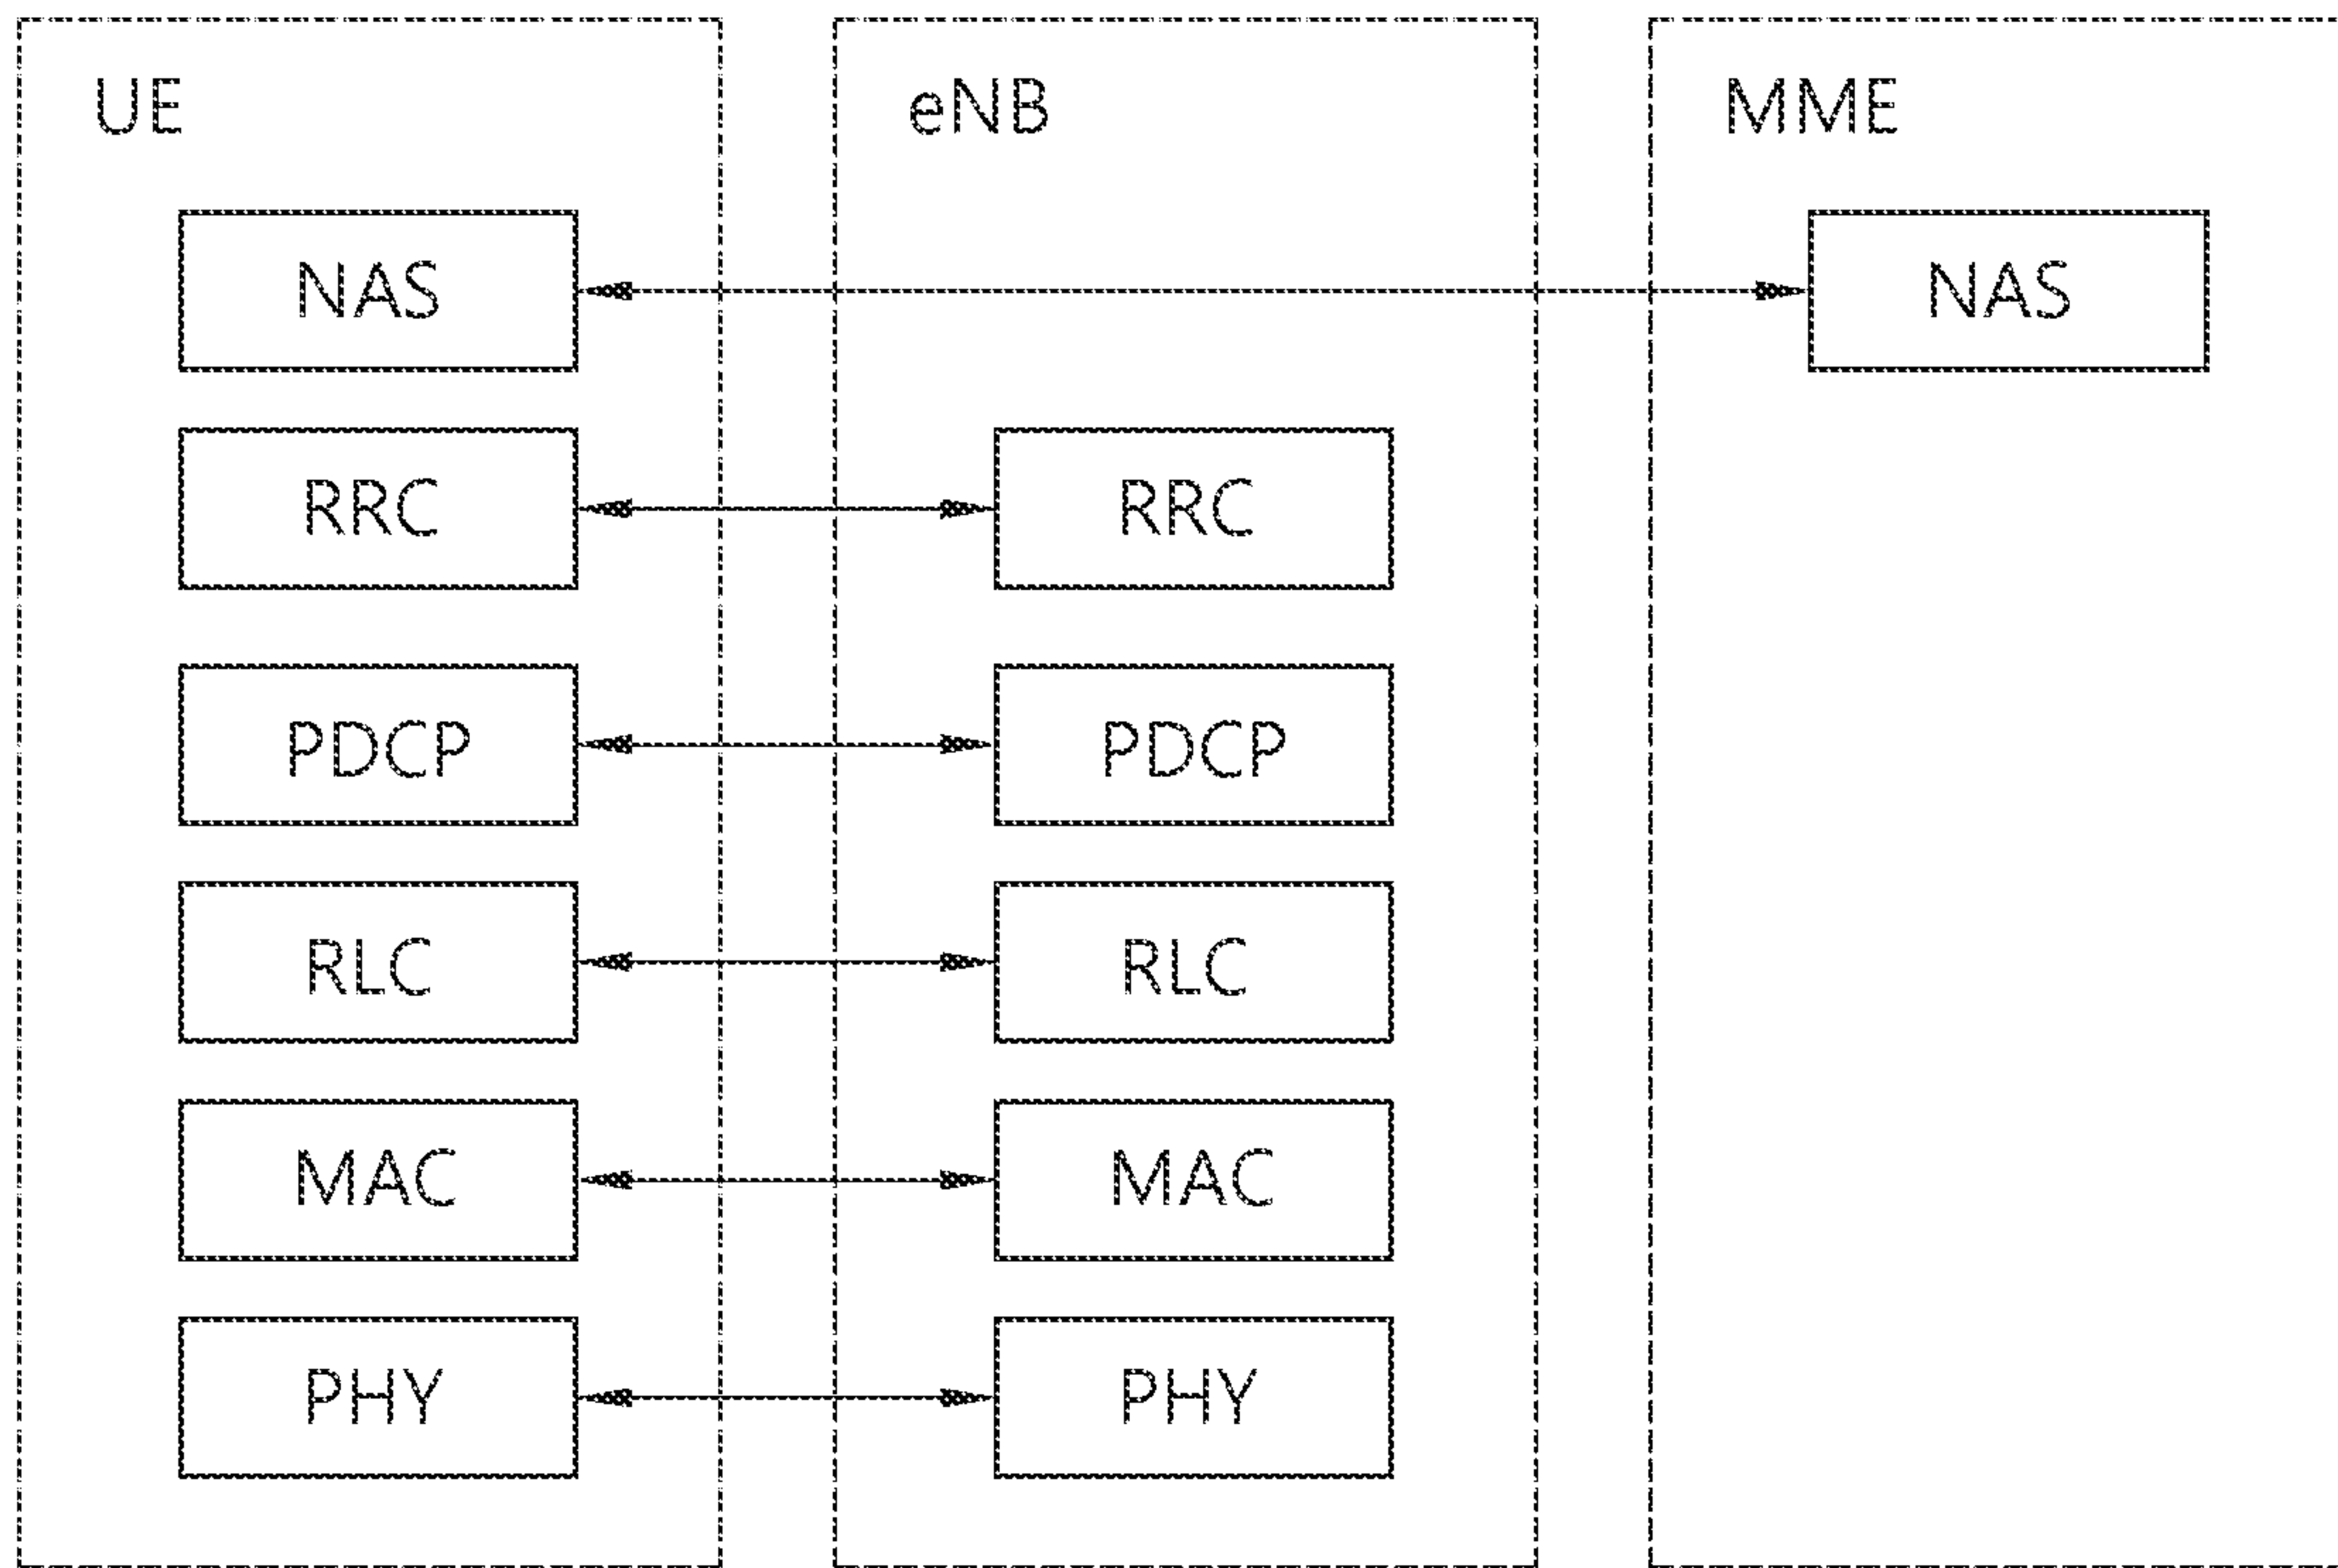 UE
eNB
MME
NAS
NAS
RRC
RRC
PDCP
PDCP
RLC
RLC
MAC
MAC
PHY
PHY